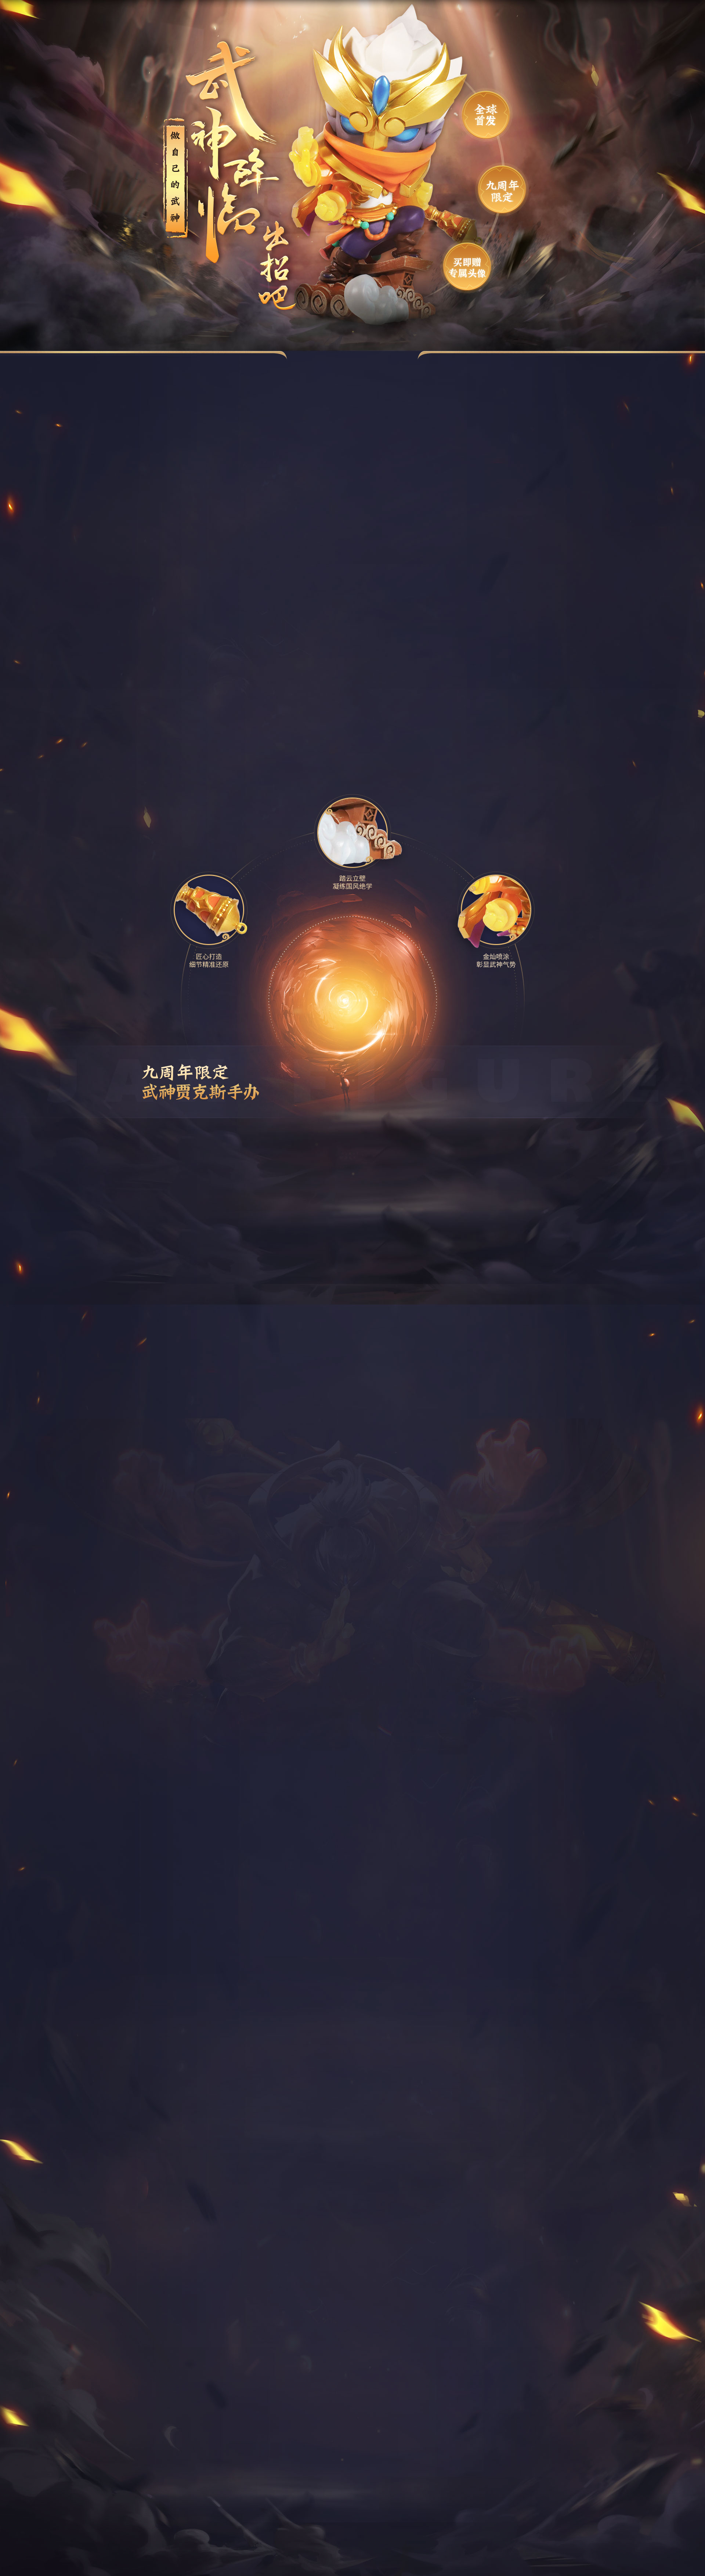 武神降临
出招吧
做自己的武神
全球
首发
九周年
限定
买即赠
专属头像
踏云立壁
凝练国风绝学
匠心打造
细节精准还原
金灿喷涂
彰显武神气势
九周年限定
武神贾克斯手办